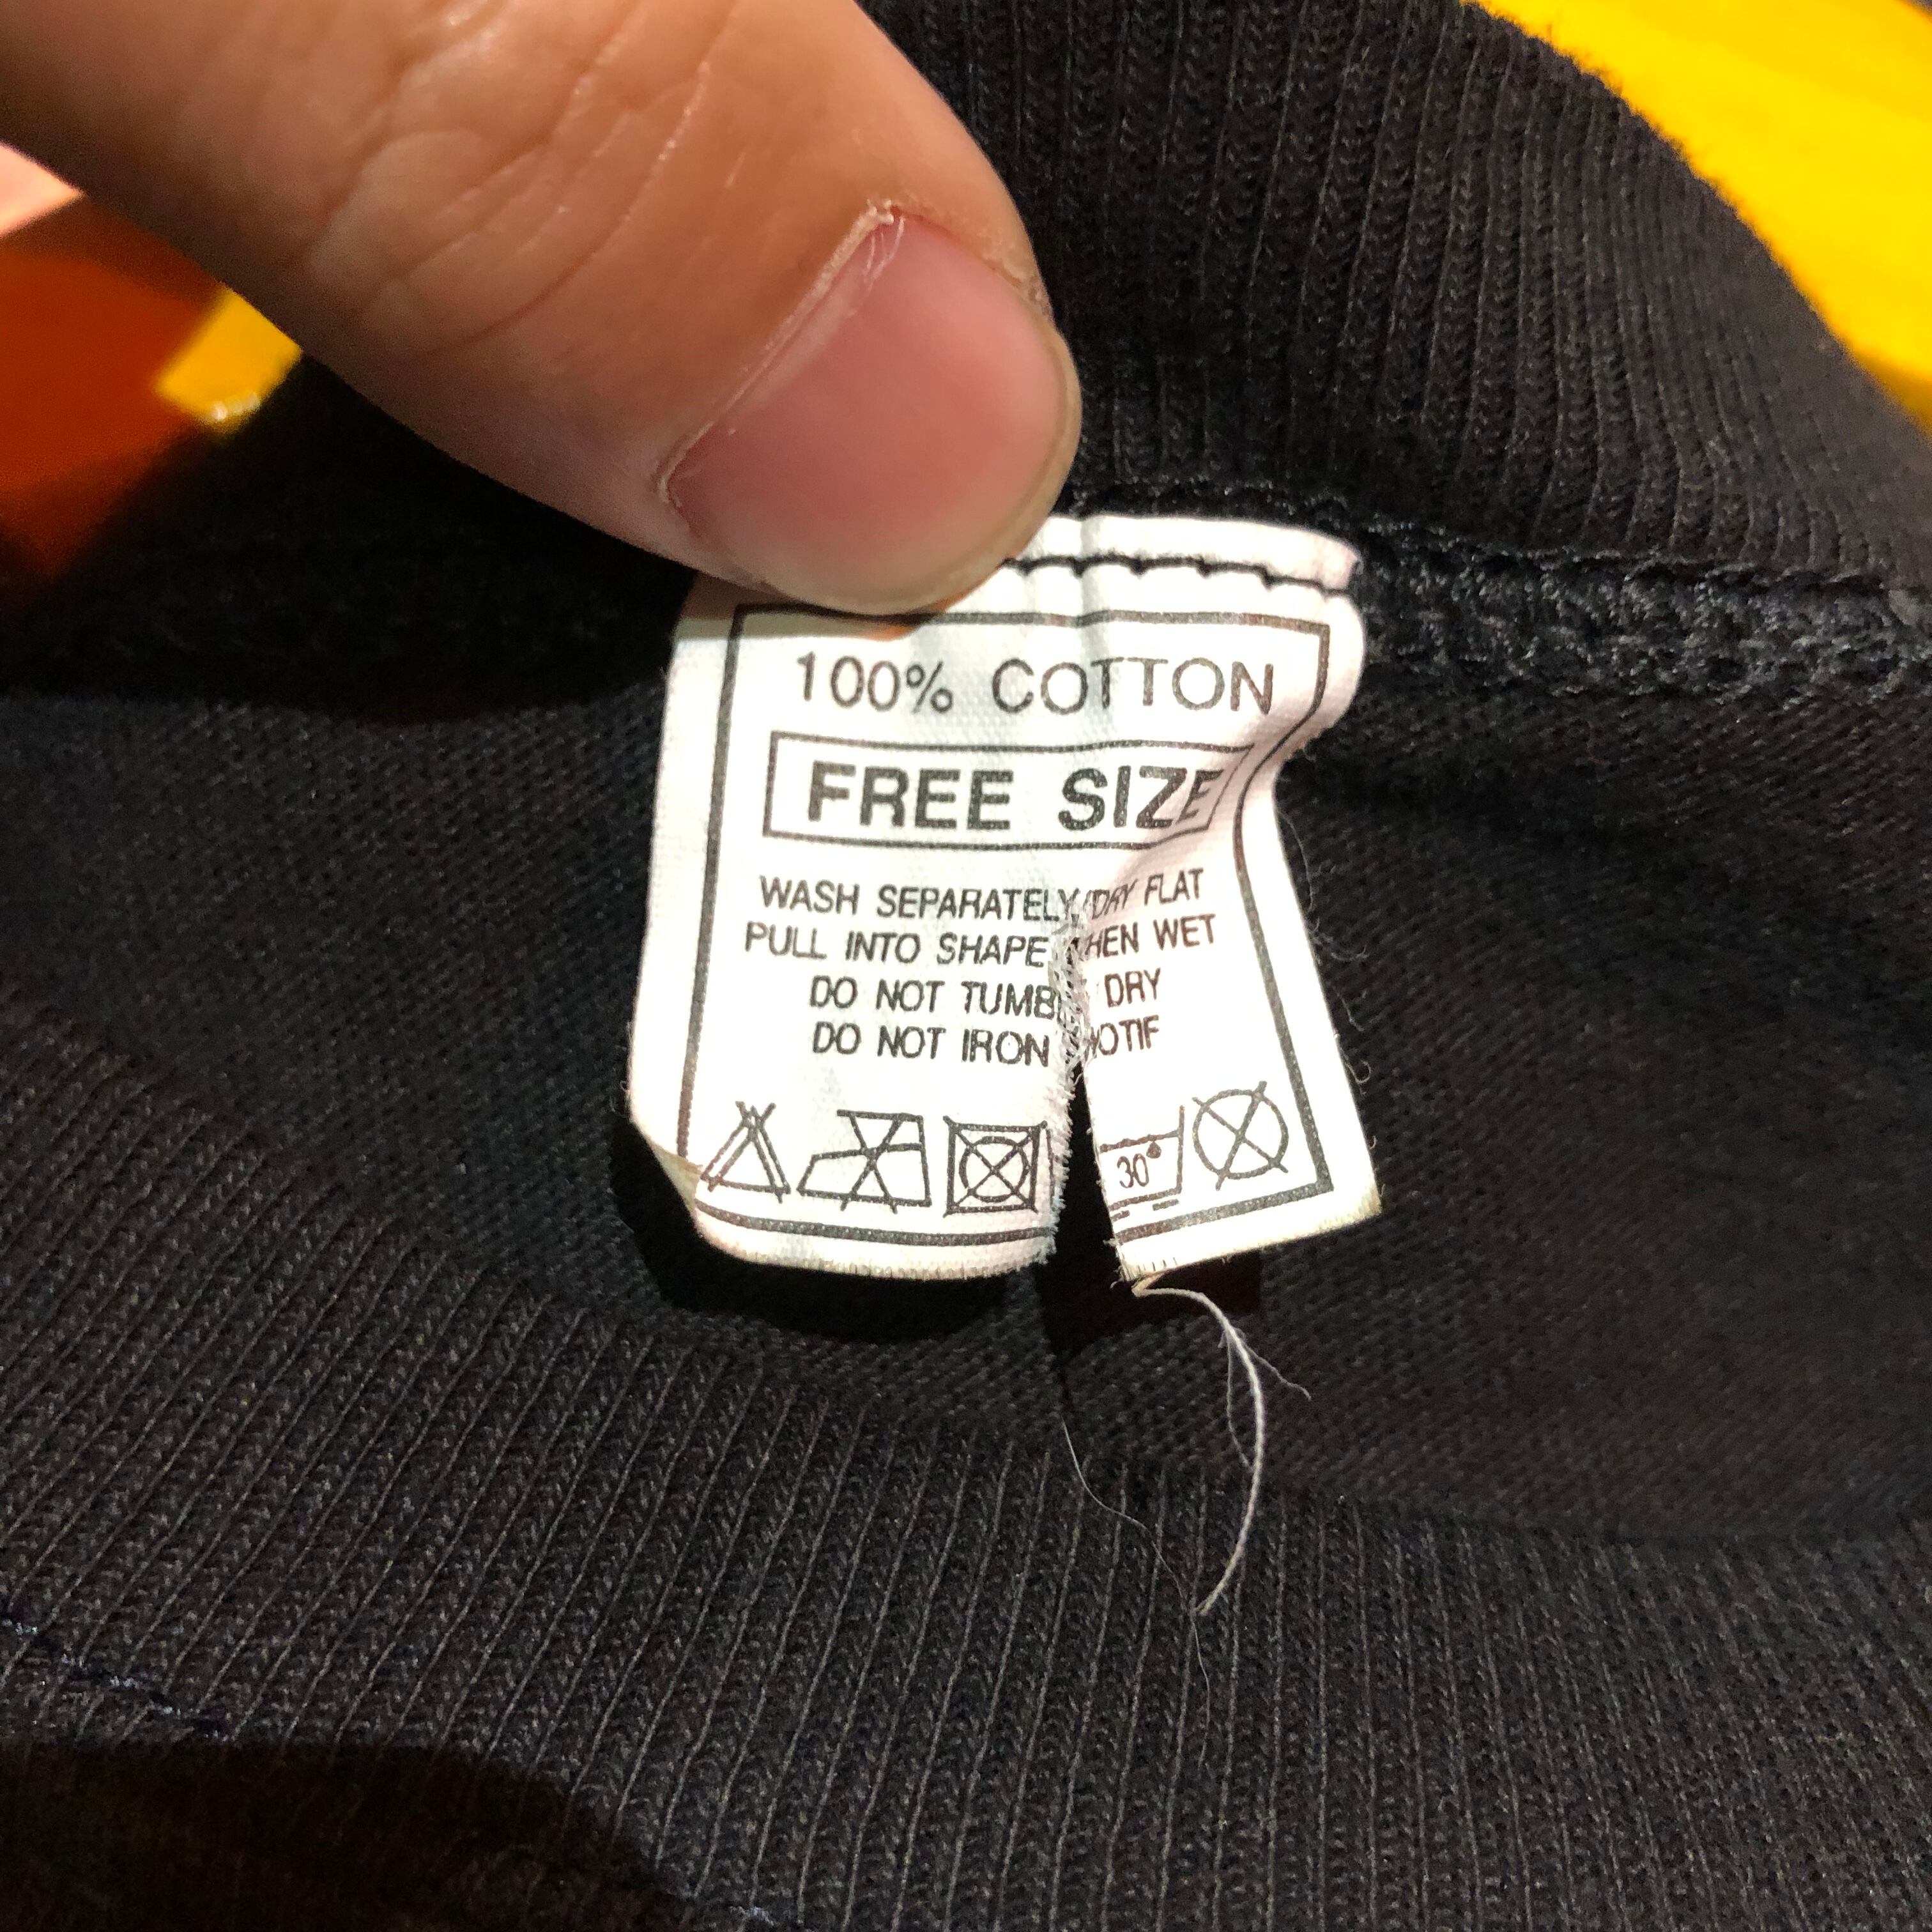 100% COTTON
FREE SIZE
WASH SEPARATELY/DRY FLAT
PULL INTO SHAPE WHEN WET
DO NOT TUMBLE DRY
DO NOT IRON MOTIF
30°